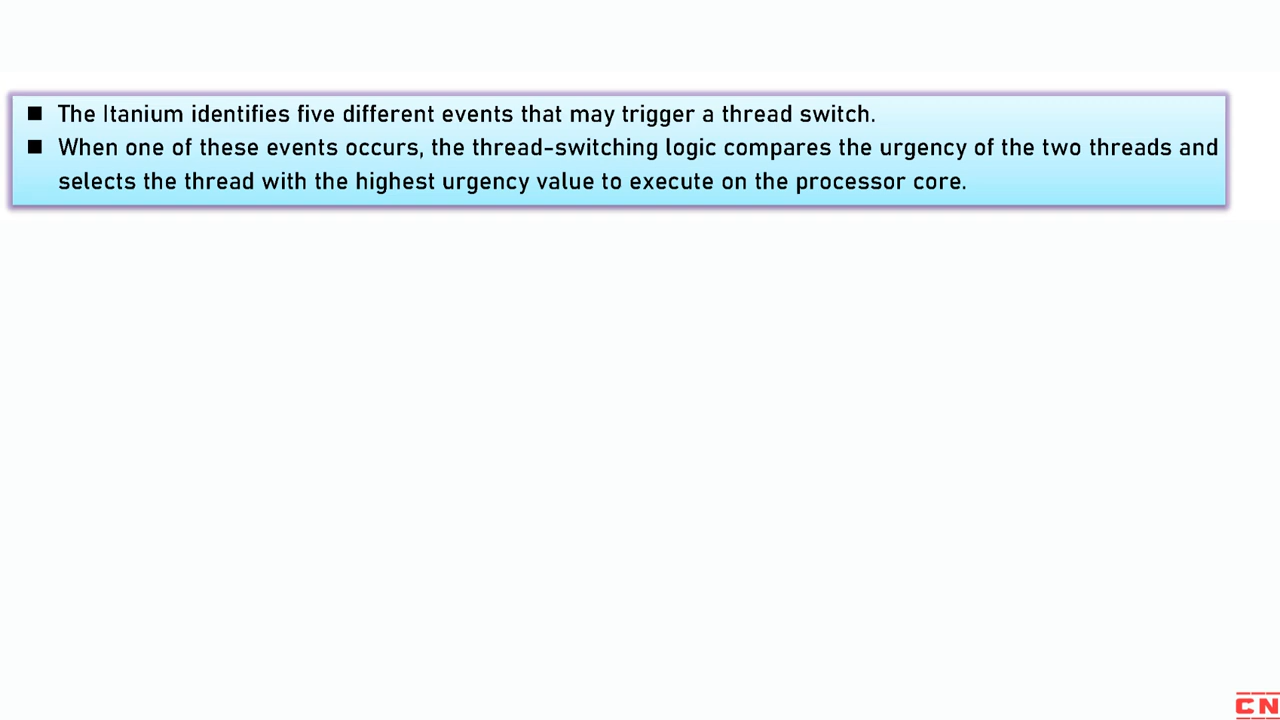 ■ The Itanium identifies five different events that may trigger a thread switch.
■ When one of these events occurs, the thread-switching logic compares the urgency of the two threads and
selects the thread with the highest urgency value to execute on the processor core.
CN